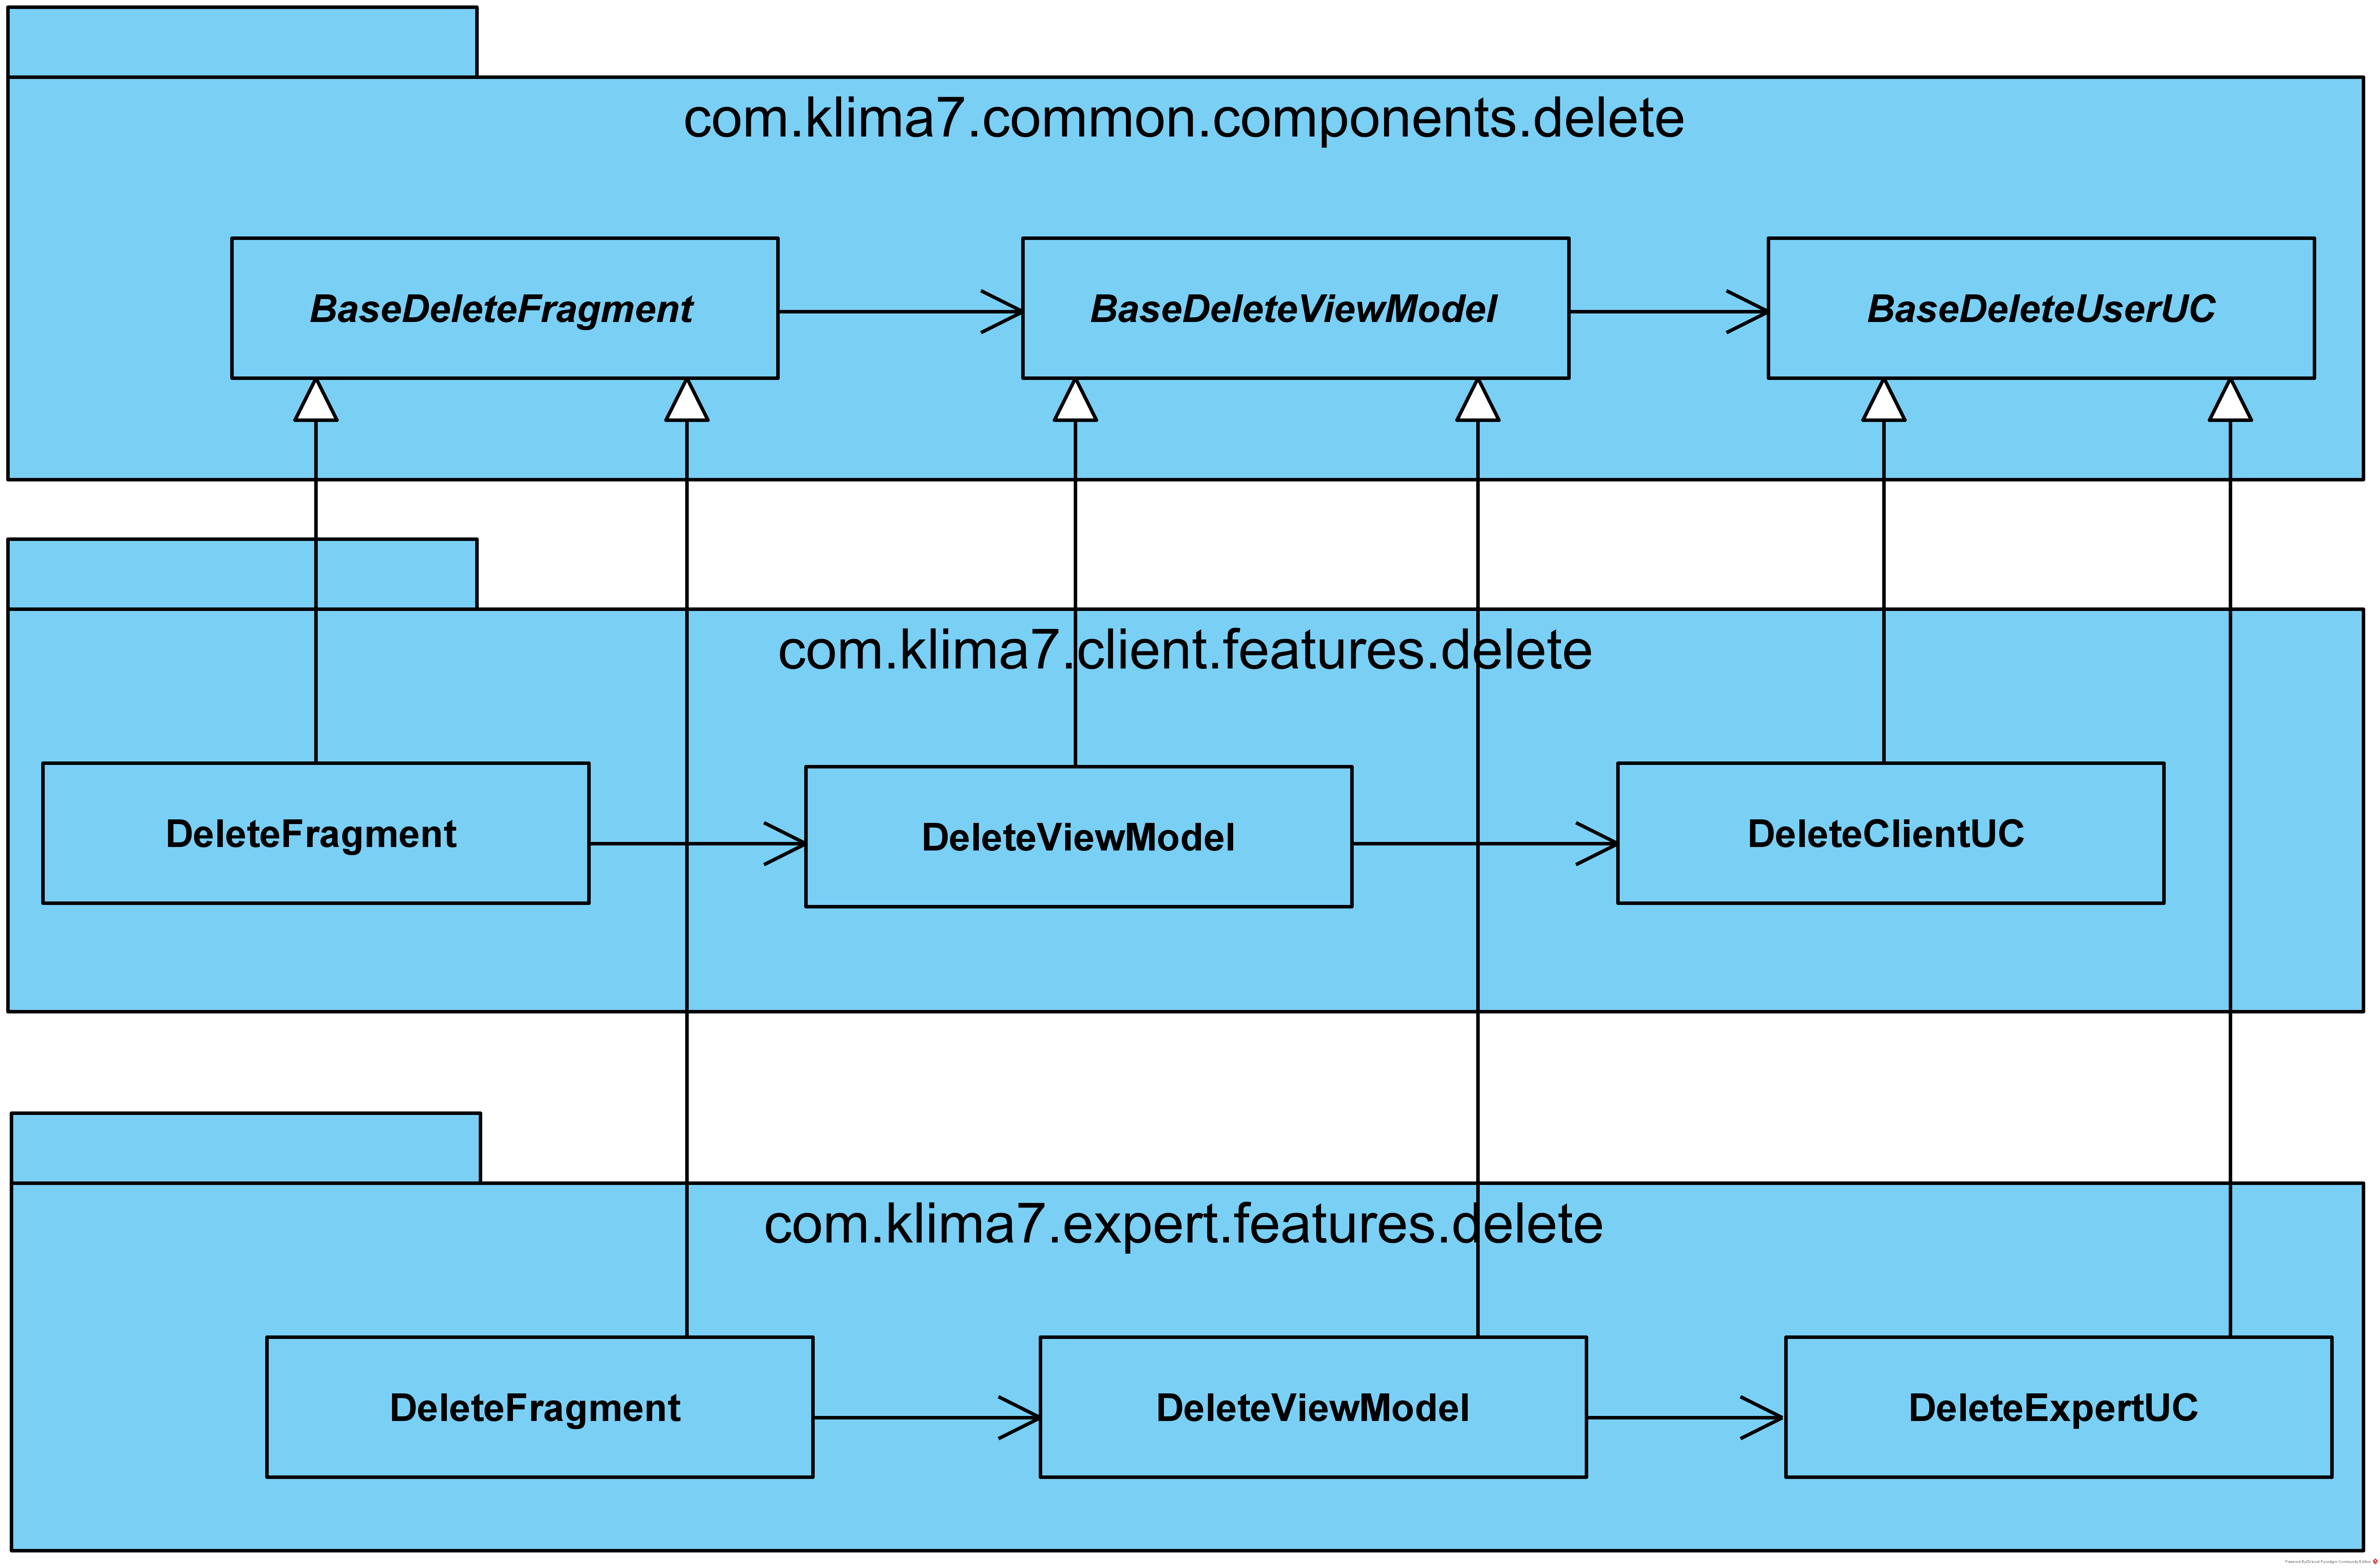 com.klima7.common.components.delete
BaseDeleteFragment
BaseDeleteViewModel
BaseDeleteUserUC
com.klima7.client.features.delete
DeleteFragment
DeleteViewModel
DeleteClientUC
com.klima7.expert.features.delete
DeleteFragment
DeleteViewModel
DeleteExpertUC
Powered By Visual Paradigm Community Edition